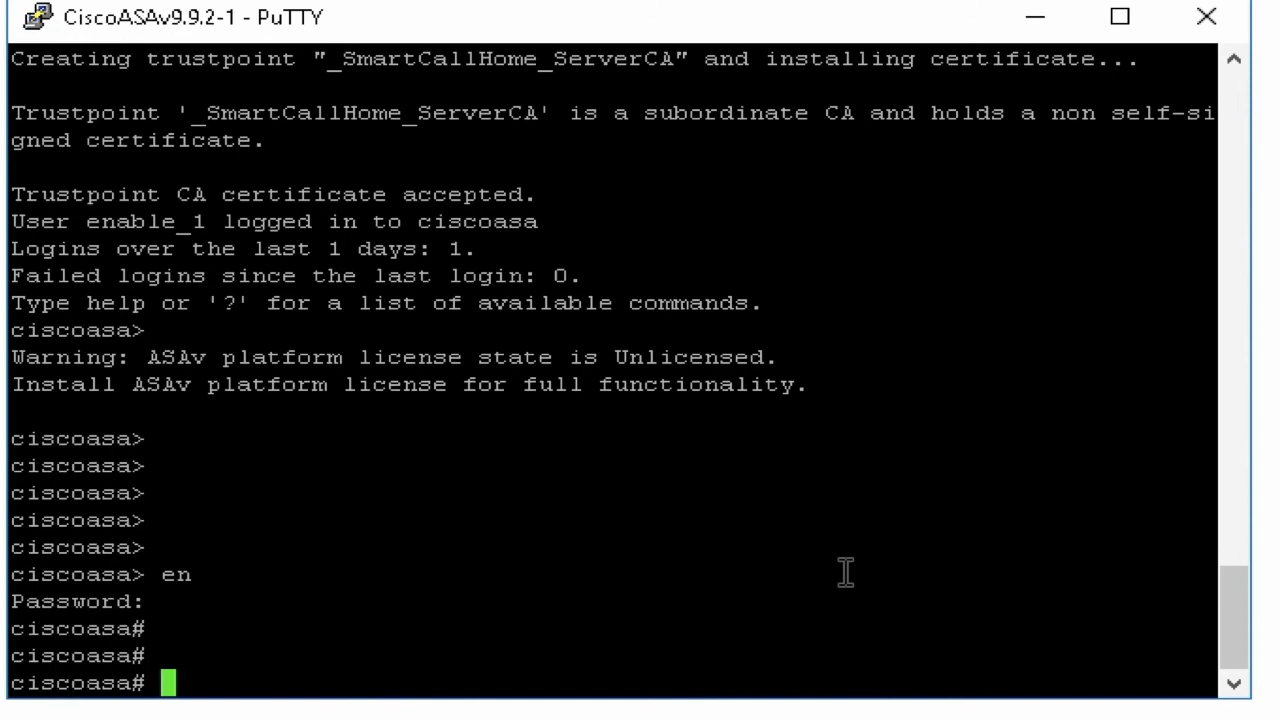 CiscoASAv9.9.2-1 - PuTTY
Creating trustpoint "_SmartCallHome_ServerCA" and installing certificate...
Trustpoint '_SmartCallHome_ServerCA' is a subordinate CA and holds a non self-si
gned certificate.
Trustpoint CA certificate accepted.
User enable_1 logged in to ciscoasa
Logins over the last 1 days: 1.
Failed logins since the last login: 0.
Type help or '?' for a list of available commands.
ciscoasa>
Warning: ASAv platform license state is Unlicensed.
Install ASAv platform license for full functionality.
ciscoasa>
ciscoasa>
ciscoasa>
ciscoasa>
ciscoasa>
ciscoasa> en
Password:
ciscoasa#
ciscoasa#
ciscoasa#